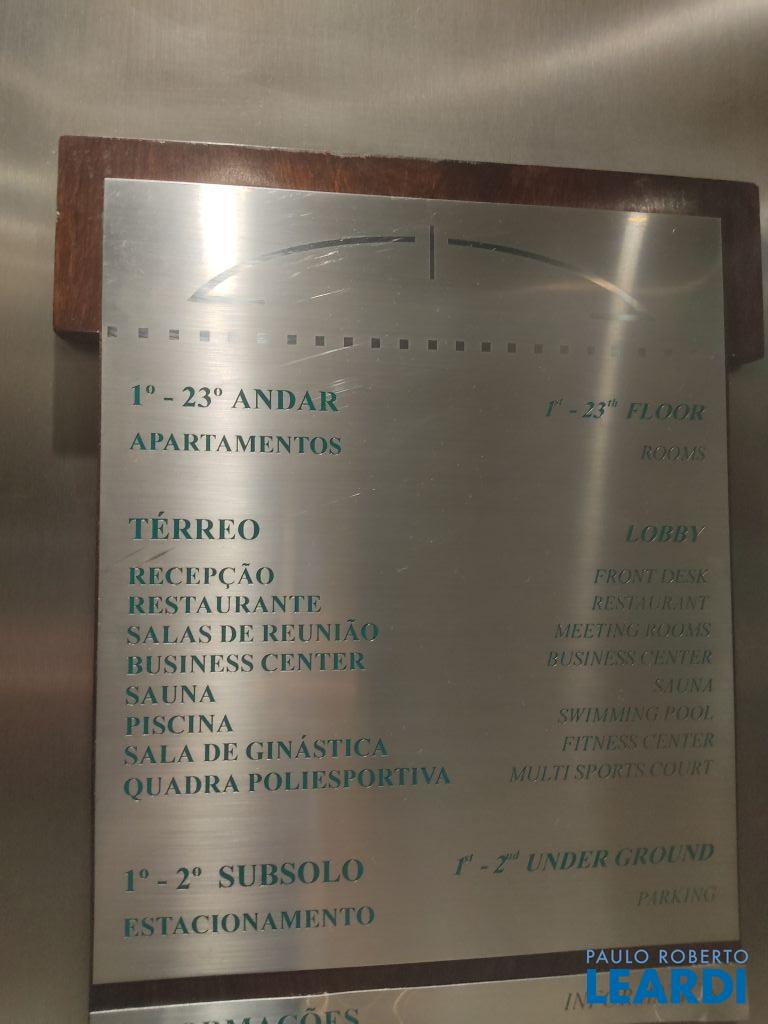 1º - 23º ANDAR 1st - 23th FLOOR
APARTAMENTOS ROOMS
TÉRREO LOBBY
RECEPÇÃO FRONT DESK
RESTAURANTE RESTAURANT
SALAS DE REUNIÃO MEETING ROOMS
BUSINESS CENTER BUSINESS CENTER
SAUNA SAUNA
PISCINA SWIMMING POOL
SALA DE GINÁSTICA FITNESS CENTER
QUADRA POLIESPORTIVA MULTI SPORTS COURT
1º - 2º SUBSOLO 1st - 2nd UNDER GROUND
ESTACIONAMENTO PARKING
PAULO ROBERTO
LEARDI